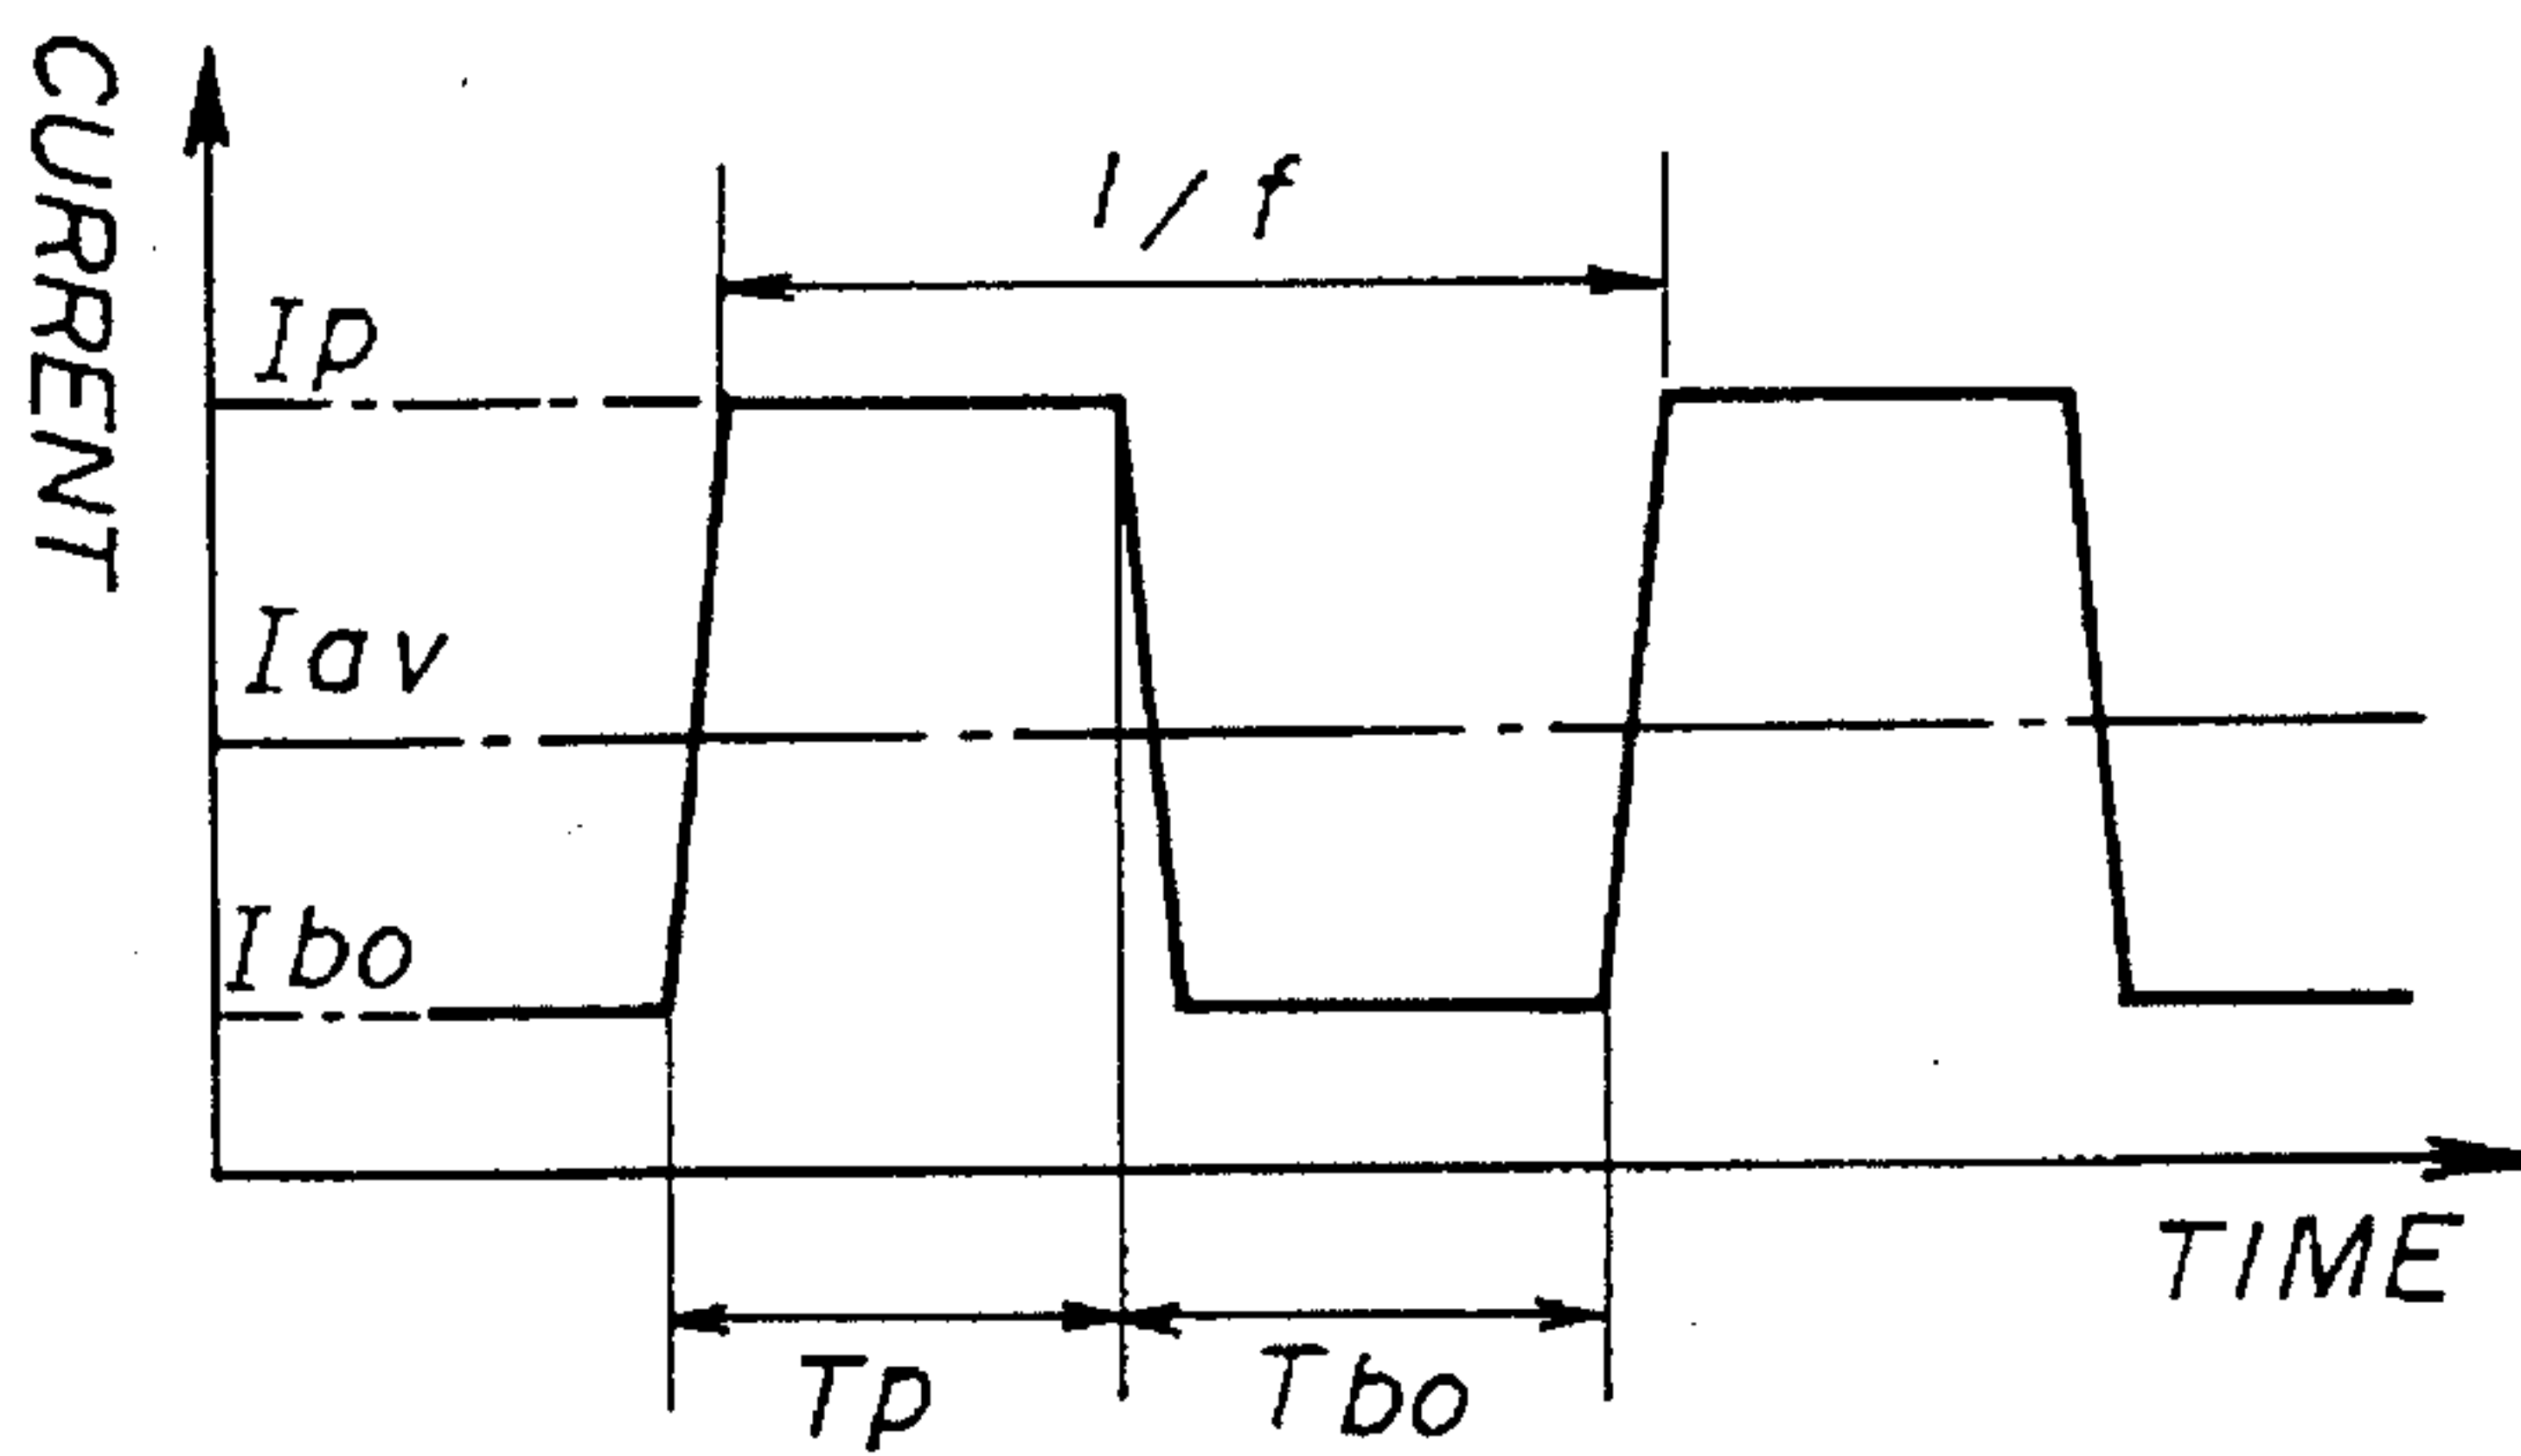 CURRENT
1/f
Ip
Iav
Ibo
TIME
Tp
Tbo